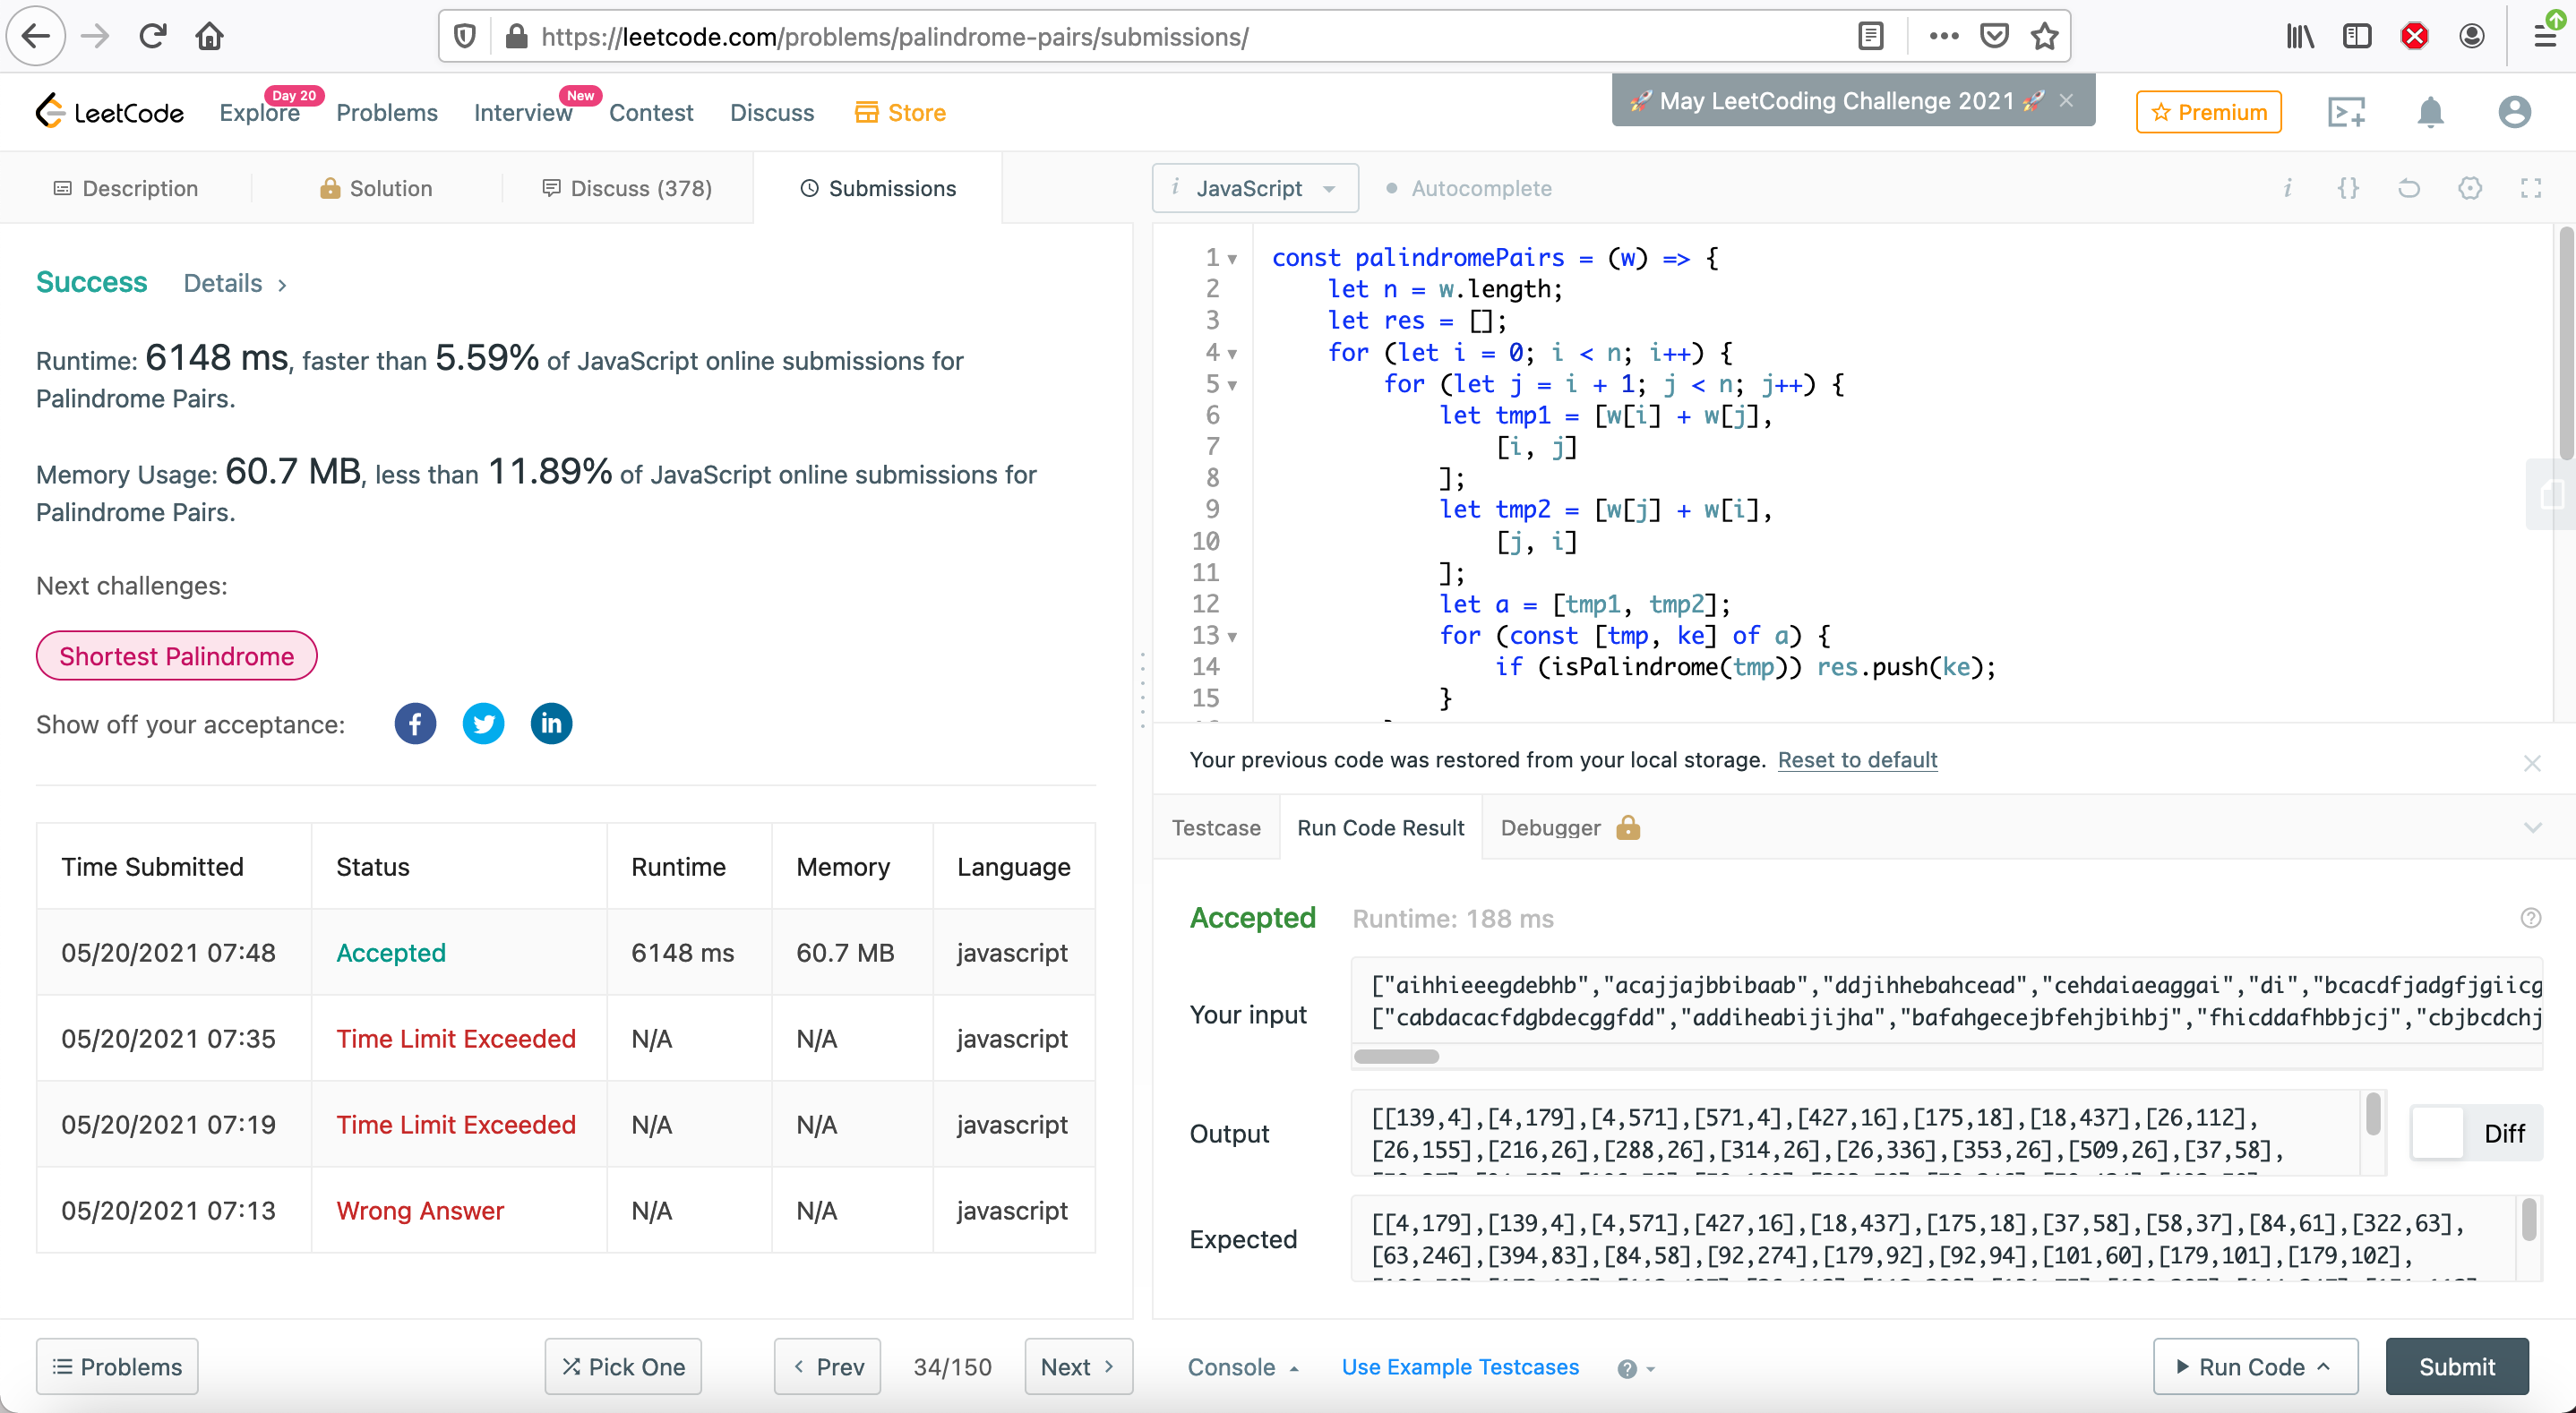 https://leetcode.com/problems/palindrome-pairs/submissions/
LeetCode
Explore
Day 20
Problems
Interview
New
Contest
Discuss
Store
🚀 May LeetCoding Challenge 2021 🚀
Premium
Description
Solution
Discuss (378)
Submissions
Success
Details
Runtime: 6148 ms, faster than 5.59% of JavaScript online submissions for
Palindrome Pairs.
Memory Usage: 60.7 MB, less than 11.89% of JavaScript online submissions for
Palindrome Pairs.
Next challenges:
Shortest Palindrome
Show off your acceptance:
Time Submitted Status Runtime Memory Language
05/20/2021 07:48 Accepted 6148 ms 60.7 MB javascript
05/20/2021 07:35 Time Limit Exceeded N/A N/A javascript
05/20/2021 07:19 Time Limit Exceeded N/A N/A javascript
05/20/2021 07:13 Wrong Answer N/A N/A javascript
Problems
Pick One
Prev
34/150
Next
i JavaScript
Autocomplete
1 const palindromePairs = (w) => {
2 let n = w.length;
3 let res = [];
4 for (let i = 0; i < n; i++) {
5 for (let j = i + 1; j < n; j++) {
6 let tmp1 = [w[i] + w[j],
7 [i, j]
8 ];
9 let tmp2 = [w[j] + w[i],
10 [j, i]
11 ];
12 let a = [tmp1, tmp2];
13 for (const [tmp, ke] of a) {
14 if (isPalindrome(tmp)) res.push(ke);
15 }
Your previous code was restored from your local storage. Reset to default
Testcase
Run Code Result
Debugger
Accepted
Runtime: 188 ms
Your input
["aihhieeegdebhb","acajjajbbibaab","ddjihhebahcead","cehdaiaeaggai","di","bcacdfjadgfjgiicg
["cabdacacfdgbdecggfdd","addiheabijijha","bafahgecejbfehjbihbj","fhicddafhbbjcj","cbjbcdchj
Output
[[139,4],[4,179],[4,571],[571,4],[427,16],[175,18],[18,437],[26,112],
[26,155],[216,26],[288,26],[314,26],[26,336],[353,26],[509,26],[37,58],
Diff
Expected
[[4,179],[139,4],[4,571],[427,16],[18,437],[175,18],[37,58],[58,37],[84,61],[322,63],
[63,246],[394,83],[84,58],[92,274],[179,92],[92,94],[101,60],[179,101],[179,102],
Console
Use Example Testcases
Run Code
Submit